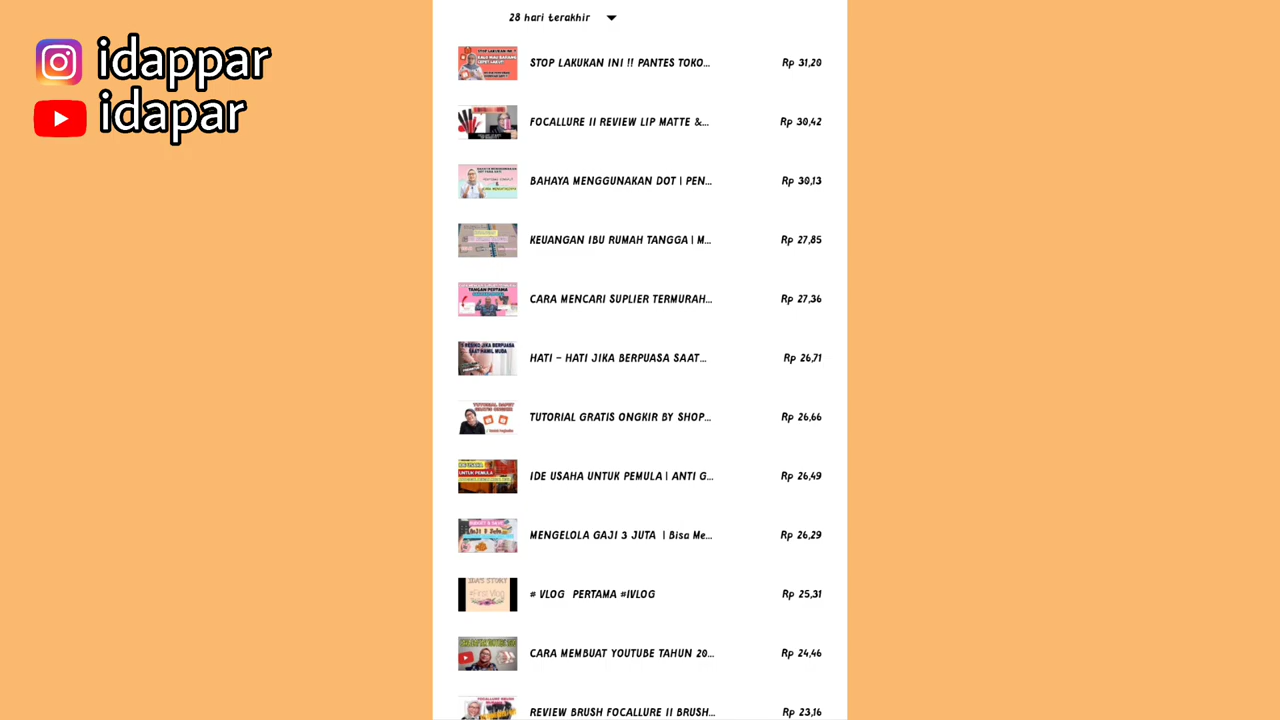 idappar
idapar
28 hari terakhir
STOP LAKUKAN INI !! PANTES TOKO... Rp 31,20
FOCALLURE II REVIEW LIP MATTE &... Rp 30,42
BAHAYA MENGGUNAKAN DOT | PEN... Rp 30,13
KEUANGAN IBU RUMAH TANGGA | M... Rp 27,85
CARA MENCARI SUPLIER TERMURAH... Rp 27,36
HATI - HATI JIKA BERPUASA SAAT... Rp 26,71
TUTORIAL GRATIS ONGKIR BY SHOP... Rp 26,66
IDE USAHA UNTUK PEMULA | ANTI G... Rp 26,49
MENGELOLA GAJI 3 JUTA | Bisa Me... Rp 26,29
# VLOG PERTAMA #1VLOG Rp 25,31
CARA MEMBUAT YOUTUBE TAHUN 20... Rp 24,46
REVIEW BRUSH FOCALLURE II BRUSH... Rp 23,16